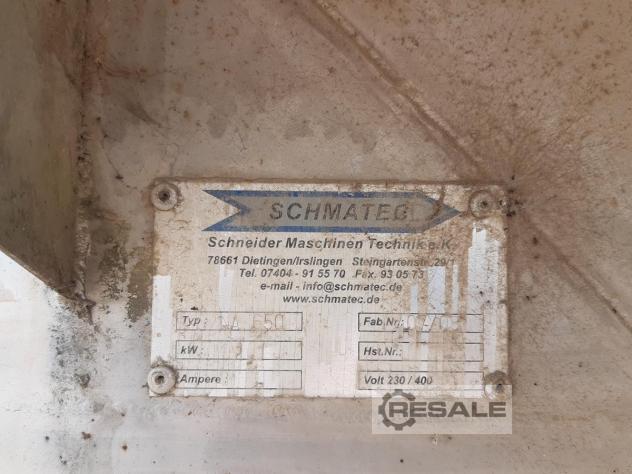 SCHMATEC
Schneider Maschinen Technik e.K.
78661 Dietingen/Irslingen Steingartenstr. 29/1
Tel. 07404 - 91 55 70 .Fax. 93 05 73
e-mail - info@schmatec.de
www.schmatec.de
Typ :
Fab.Nr.:
kW :
Hst.Nr.:
Ampere :
Volt 230 / 400
RESALE